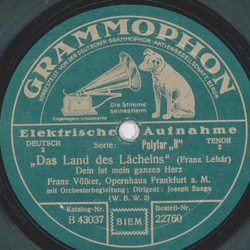 GRAMMOPHON
VON DER DEUTSCHEN GRAMMOPHON-AKTIENGESELLSCHAFT, BERLIN
Die Stimme
seines Herrn
Eingetragene Schutzmarke
Elektrische Aufnahme
DEUTSCH Serie: Polyfar „R" TENOR
2 2
„Das Land des Lächelns" (Franz Lehár)
Dein ist mein ganzes Herz
Franz Völker, Opernhaus Frankfurt a. M.
mit Orchesterbegleitung; Dirigent: Joseph Snaga
(W. B. W. 2)
Katalog-Nr. BIEM Bestell-Nr.
B 43037 22760